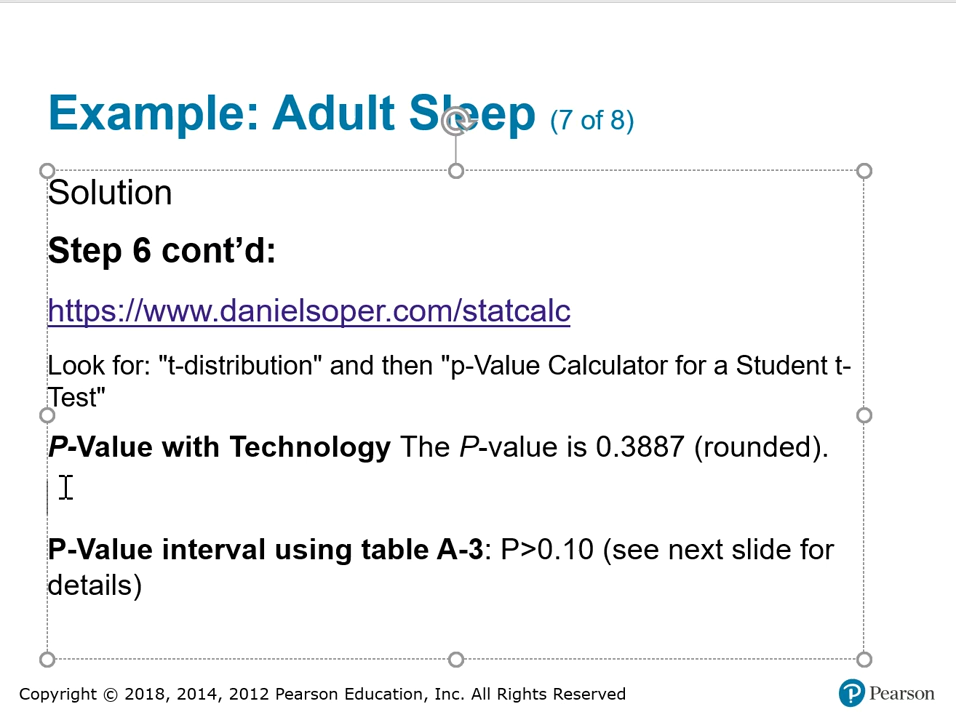 Example: Adult Sleep (7 of 8)
Solution
Step 6 cont’d:
https://www.danielsoper.com/statcalc
Look for: "t-distribution" and then "p-Value Calculator for a Student t-
Test"
P-Value with Technology The P-value is 0.3887 (rounded).
P-Value interval using table A-3: P>0.10 (see next slide for
details)
Copyright © 2018, 2014, 2012 Pearson Education, Inc. All Rights Reserved
P Pearson